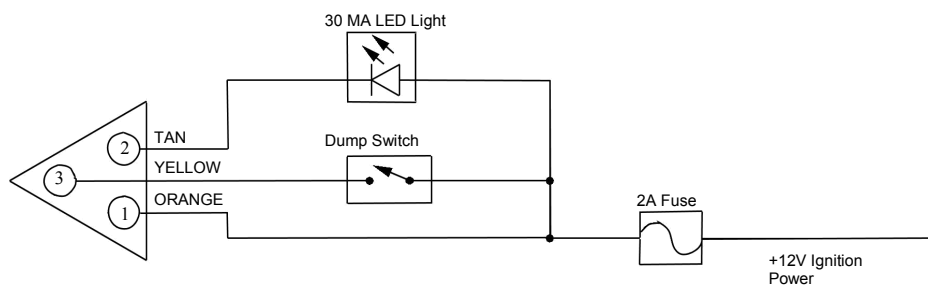 30 MA LED Light
TAN
2
Dump Switch
YELLOW
3
ORANGE
1
2A Fuse
+12V Ignition
Power